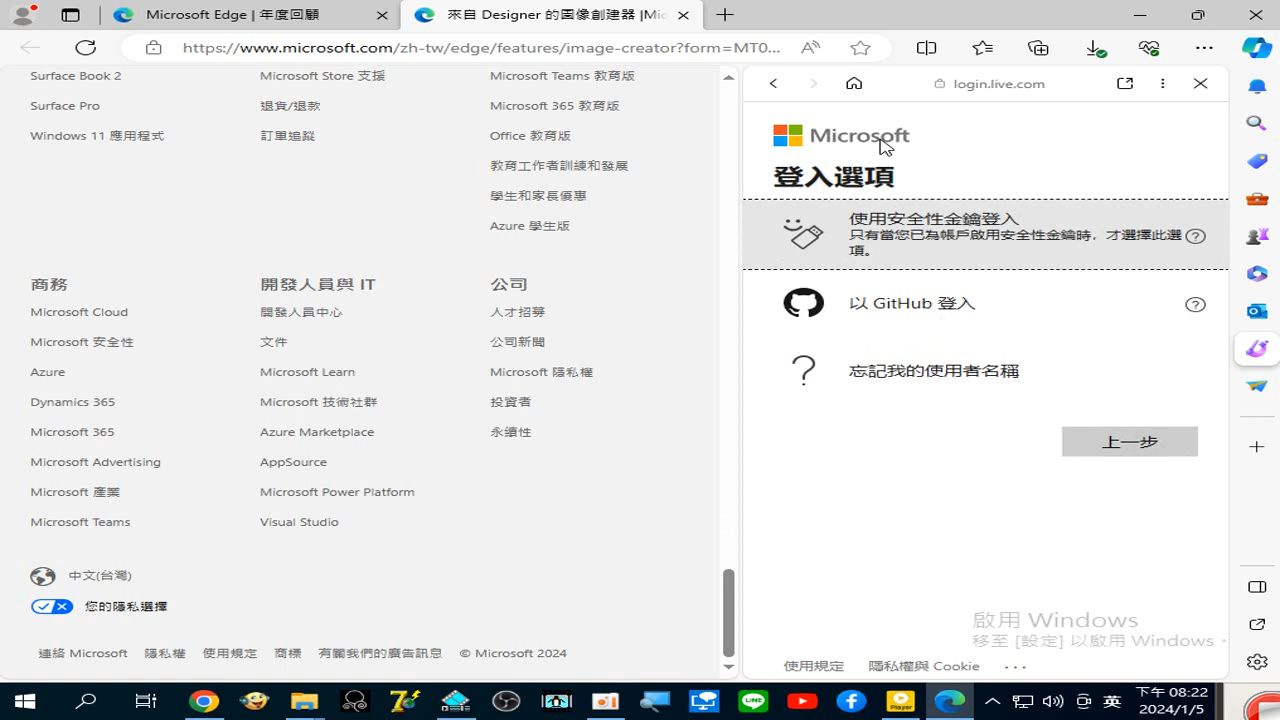 Microsoft Edge | 年度回顧
來自 Designer 的圖像創建器 |Mic
https://www.microsoft.com/zh-tw/edge/features/image-creator?form=MT0...
Surface Book 2
Microsoft Store 支援
Microsoft Teams 教育版
Surface Pro
退貨/退款
Microsoft 365 教育版
Windows 11 應用程式
訂單追蹤
Office 教育版
教育工作者訓練和發展
學生和家長優惠
Azure 學生版
商務
開發人員與 IT
公司
Microsoft Cloud
開發人員中心
人才招募
Microsoft 安全性
文件
公司新聞
Azure
Microsoft Learn
Microsoft 隱私權
Dynamics 365
Microsoft 技術社群
投資者
Microsoft 365
Azure Marketplace
永續性
Microsoft Advertising
AppSource
Microsoft 產業
Microsoft Power Platform
Microsoft Teams
Visual Studio
中文(台灣)
您的隱私選擇
連絡 Microsoft
隱私權
使用規定
商標
有關我們的廣告訊息
© Microsoft 2024
login.live.com
Microsoft
登入選項
使用安全性金鑰登入
只有當您已為帳戶啟用安全性金鑰時，才選擇此選
項。
以 GitHub 登入
忘記我的使用者名稱
上一步
啟用 Windows
移至 [設定] 以啟用 Windows。
使用規定
隱私權與 Cookie
...
LINE
Player
英
下午 08:22
2024/1/5